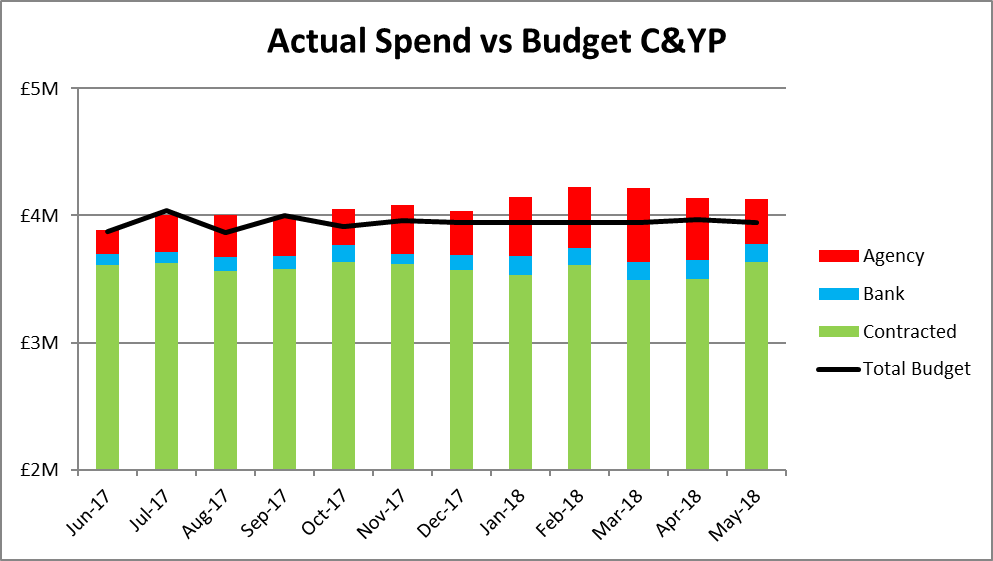 Actual Spend vs Budget C&YP
£5M
£4M
£3M
£2M
Jun-17
Jul-17
Aug-17
Sep-17
Oct-17
Nov-17
Dec-17
Jan-18
Feb-18
Mar-18
Apr-18
May-18
Agency
Bank
Contracted
Total Budget